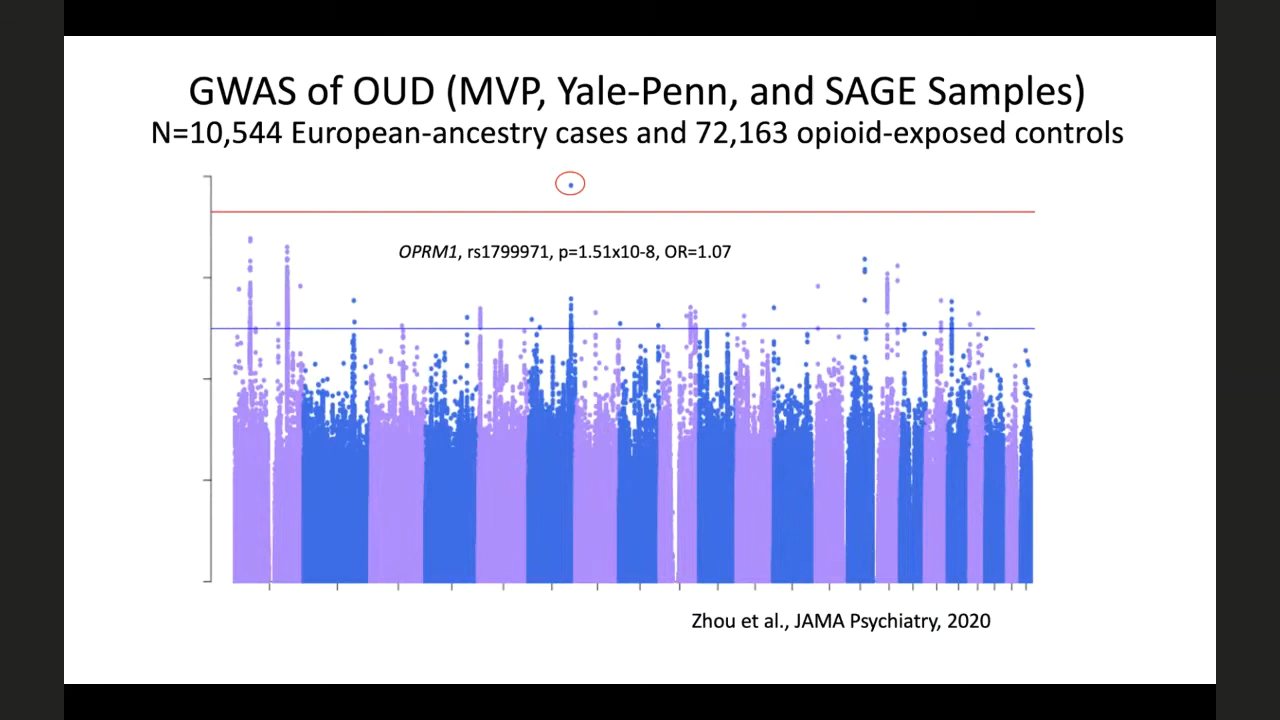 GWAS of OUD (MVP, Yale-Penn, and SAGE Samples)
N=10,544 European-ancestry cases and 72,163 opioid-exposed controls
OPRM1, rs1799971, p=1.51x10-8, OR=1.07
Zhou et al., JAMA Psychiatry, 2020